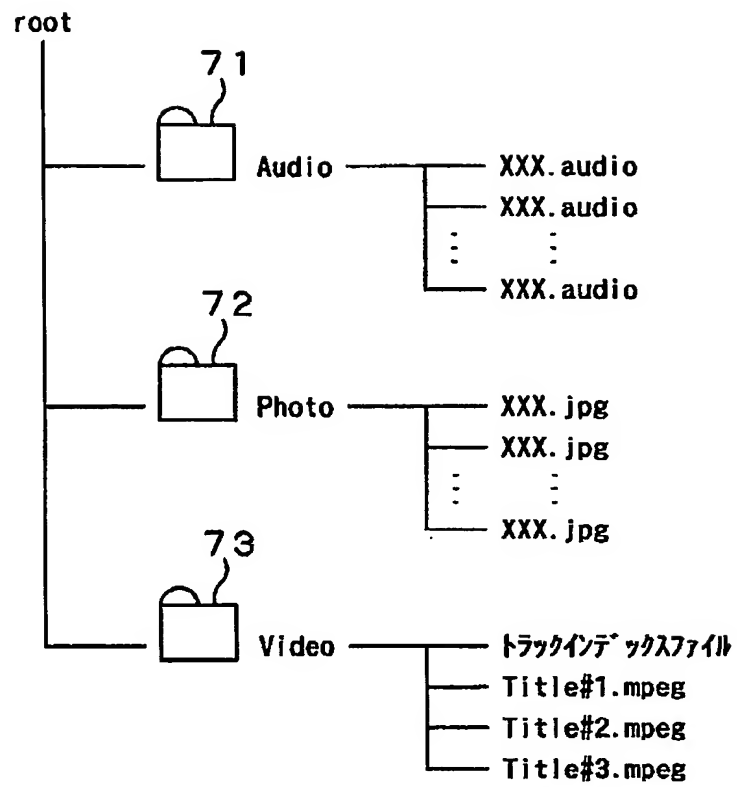 root
71
Audio
XXX.audio
XXX.audio
XXX.audio
72
Photo
XXX.jpg
XXX.jpg
XXX.jpg
73
Video
トラックインデックスファイル
Title#1.mpeg
Title#2.mpeg
Title#3.mpeg